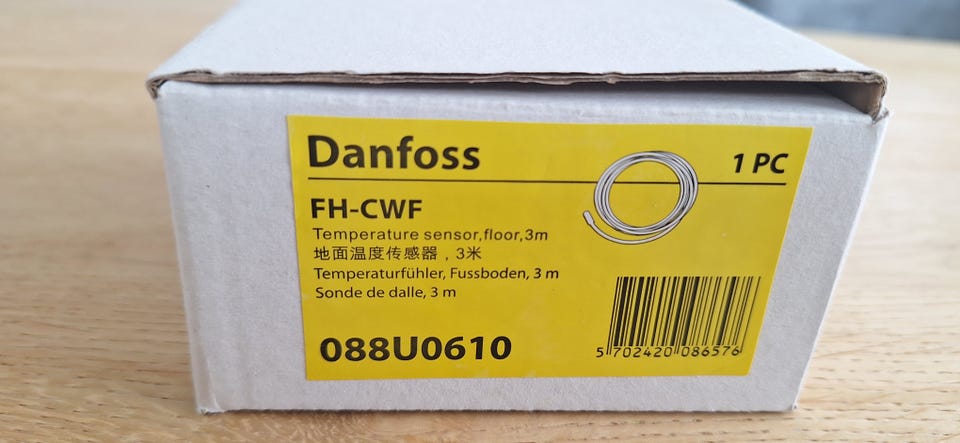 Danfoss
1 PC
FH-CWF
Temperature sensor,floor,3m
地面温度传感器，3米
Temperaturfühler, Fussboden, 3 m
Sonde de dalle, 3 m
088U0610
5 702420 086576